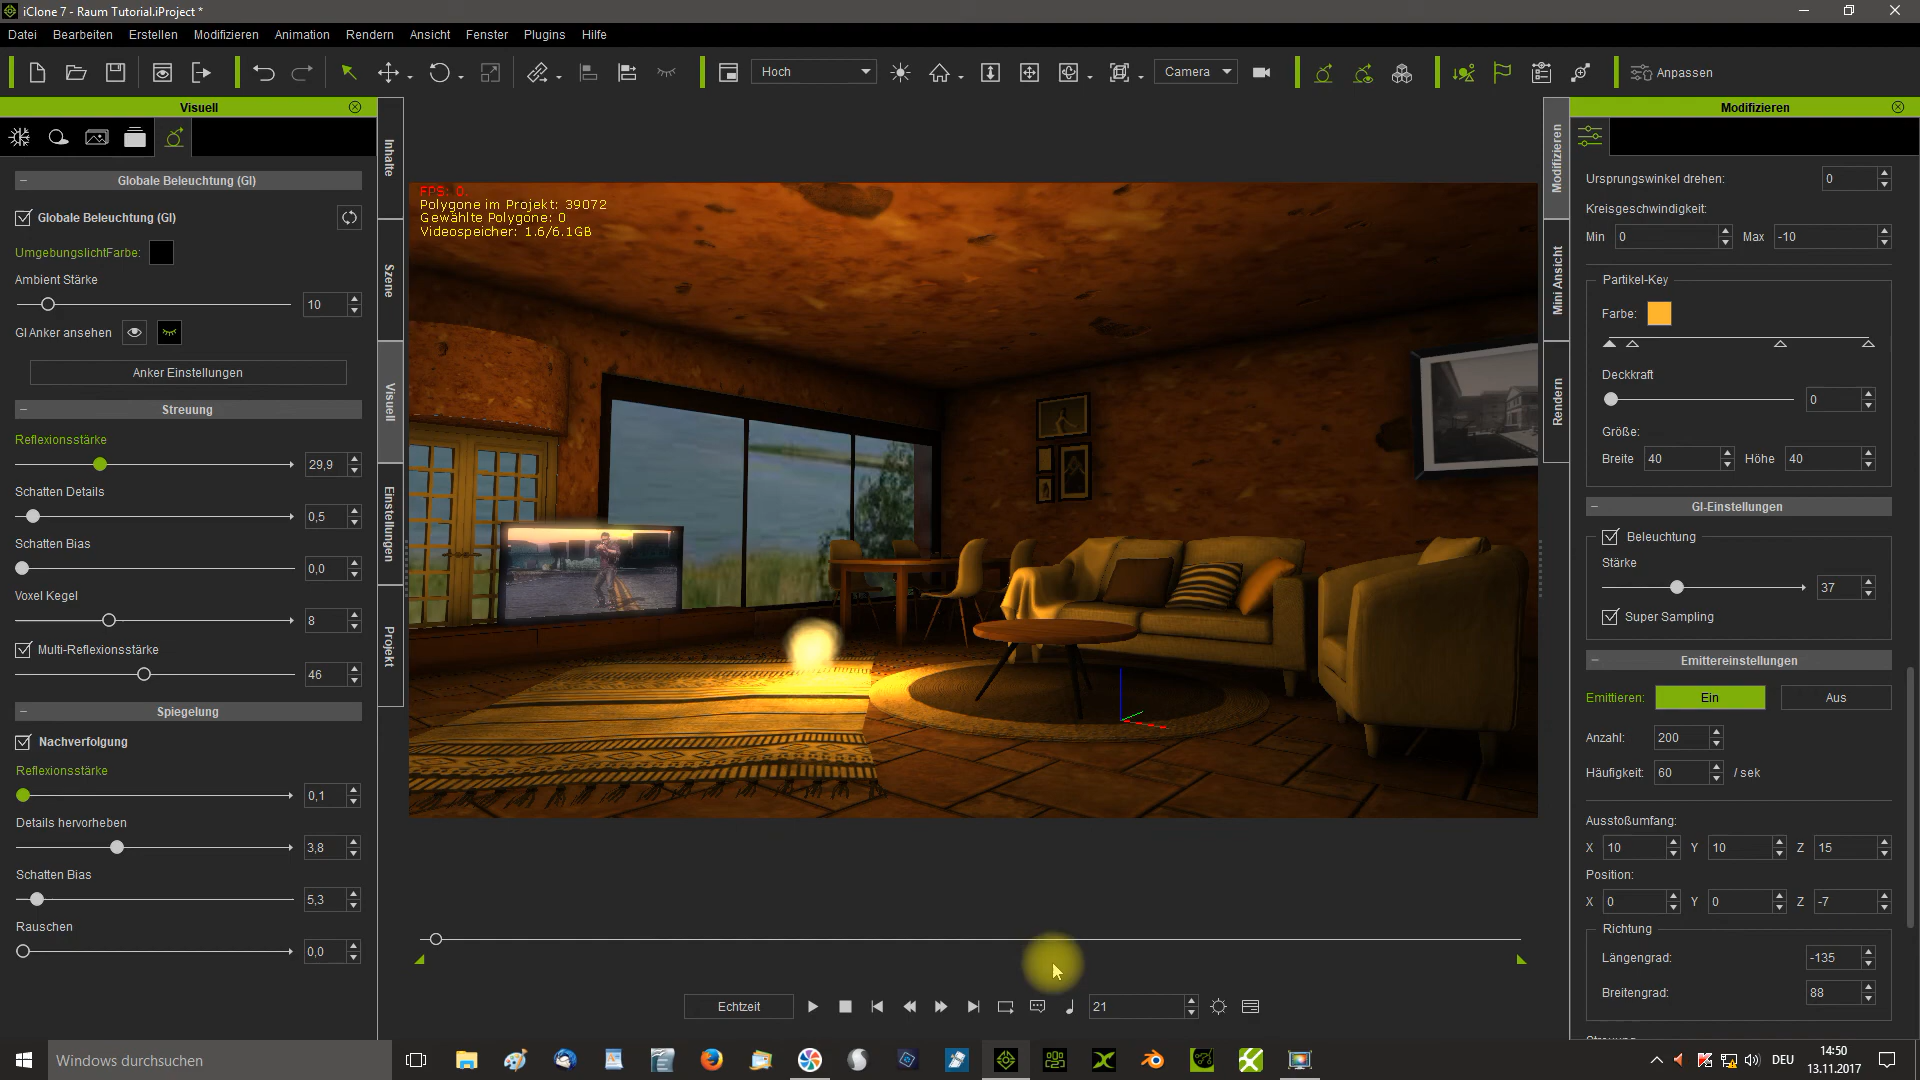 iClone 7 - Raum Tutorial.iProject *
Datei Bearbeiten Erstellen Modifizieren Animation Rendern Ansicht Fenster Plugins Hilfe
Hoch Camera Anpassen
Visuell
Globale Beleuchtung (GI)
Globale Beleuchtung (GI)
UmgebungslichtFarbe:
Ambient Stärke
10
GI Anker ansehen
Anker Einstellungen
Streuung
Reflexionsstärke
29,9
Schatten Details
0,5
Schatten Bias
0,0
Voxel Kegel
8
Multi-Reflexionsstärke
46
Spiegelung
Nachverfolgung
Reflexionsstärke
0,1
Details hervorheben
3,8
Schatten Bias
5,3
Rauschen
0,0
Inhalte
Szene
Visuell
Einstellungen
Projekt
FPS: 0.
Polygone im Projekt: 39072
Gewählte Polygone: 0
Videospeicher: 1.6/6.1GB
Echtzeit 21
Modifizieren
Mini Ansicht
Rendern
Modifizieren
Ursprungswinkel drehen: 0
Kreisgeschwindigkeit:
Min 0 Max -10
Partikel-Key
Farbe:
Deckkraft
0
Größe:
Breite 40 Höhe 40
GI-Einstellungen
Beleuchtung
Stärke
37
Super Sampling
Emittereinstellungen
Emittieren: Ein Aus
Anzahl: 200
Häufigkeit: 60 / sek
Ausstoßumfang:
X 10 Y 10 Z 15
Position:
X 0 Y 0 Z -7
Richtung
Längengrad: -135
Breitengrad: 88
Windows durchsuchen
DEU
14:50
13.11.2017